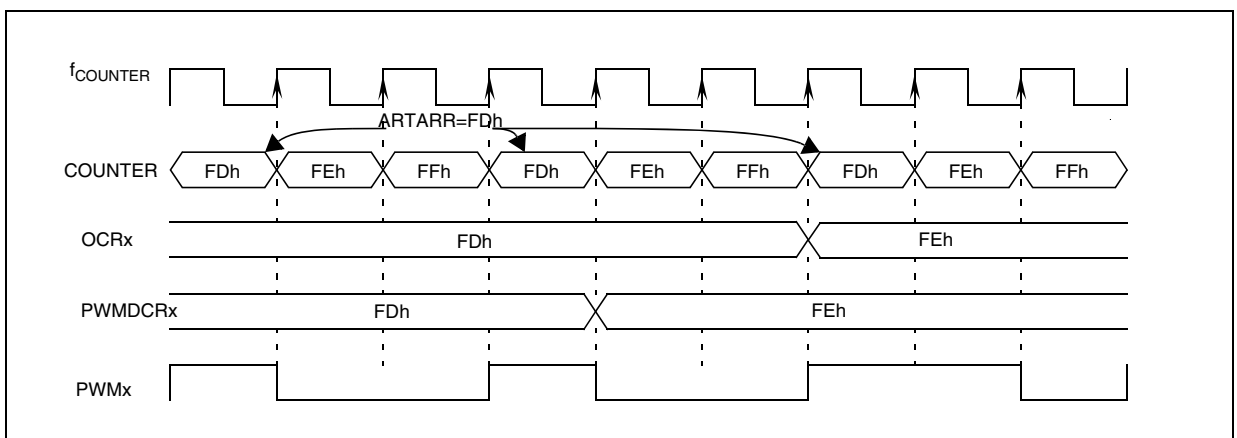 fCOUNTER
ARTARR=FDh
COUNTER FDh FEh FFh FDh FEh FFh FDh FEh FFh
OCRx FDh FEh
PWMDCRx FDh FEh
PWMx